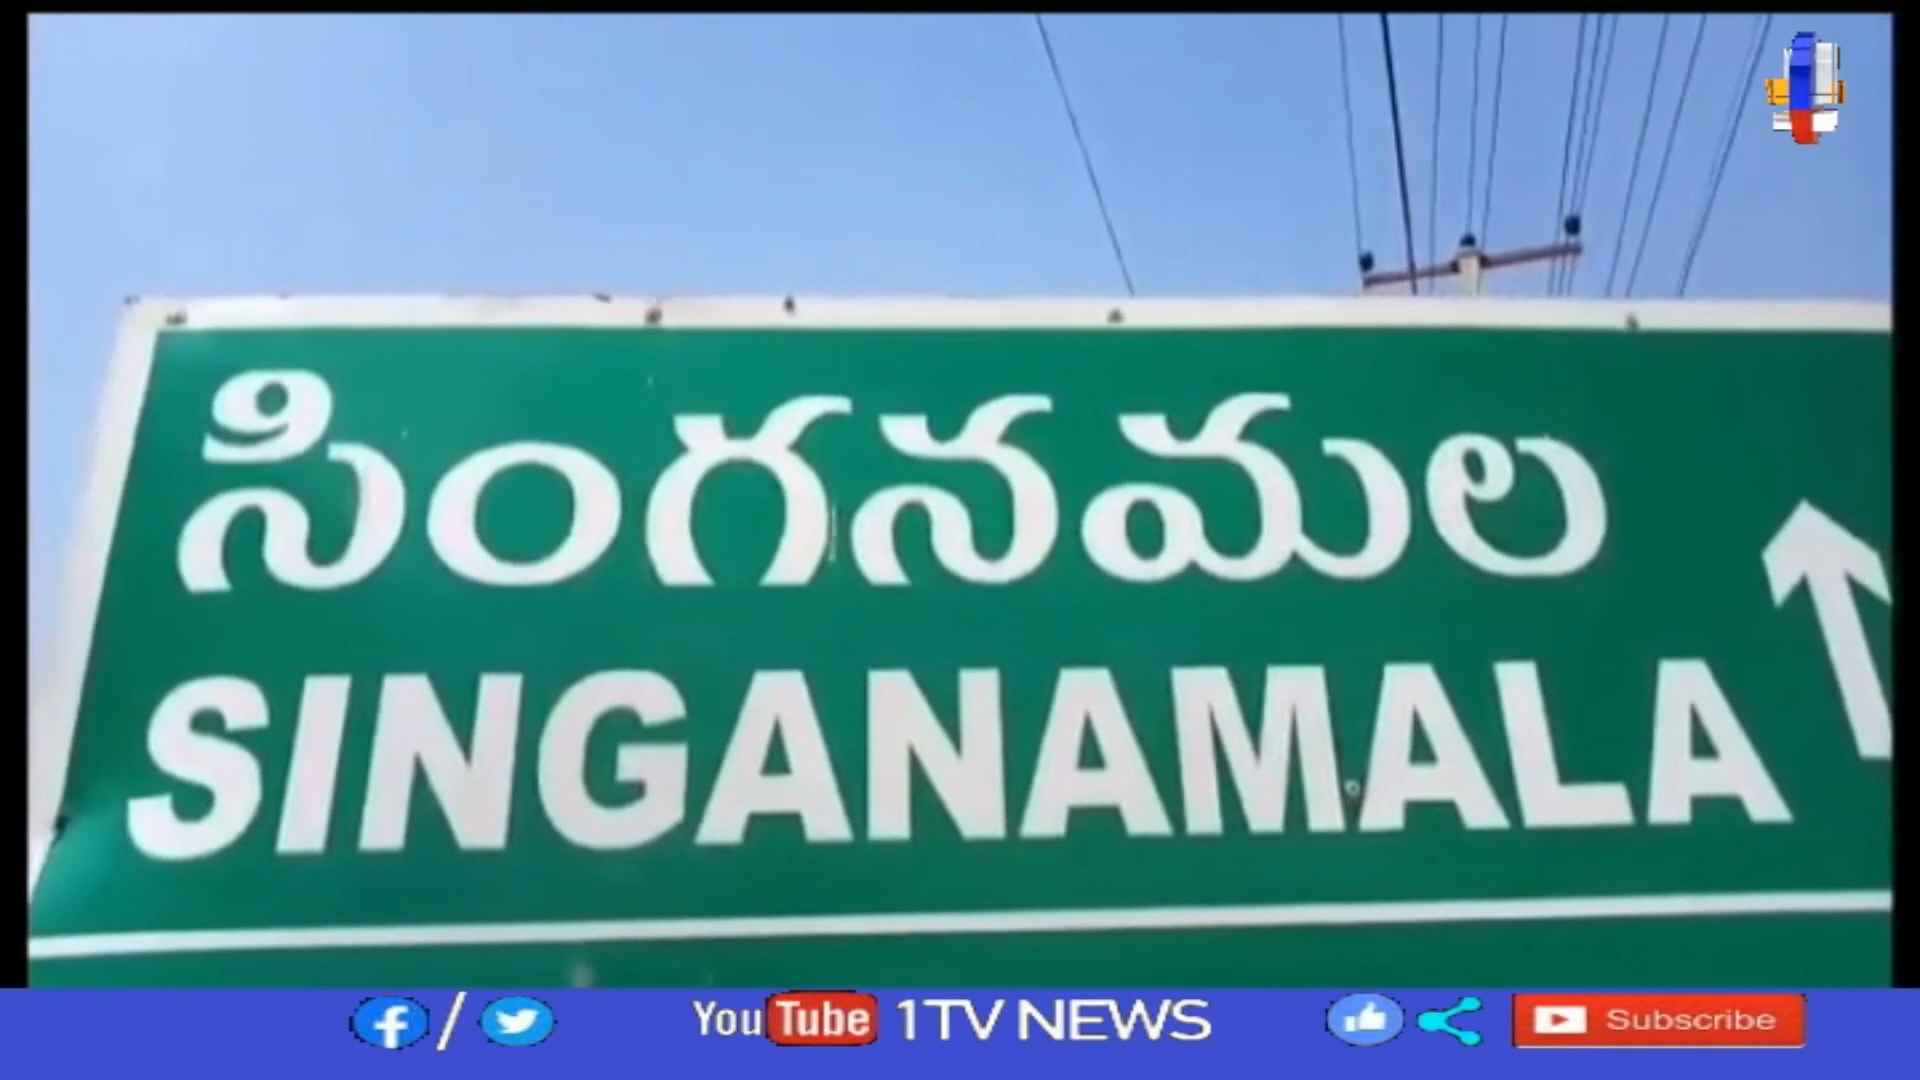 సింగనమల
SINGANAMALA
/ YouTube 1TV NEWS Subscribe